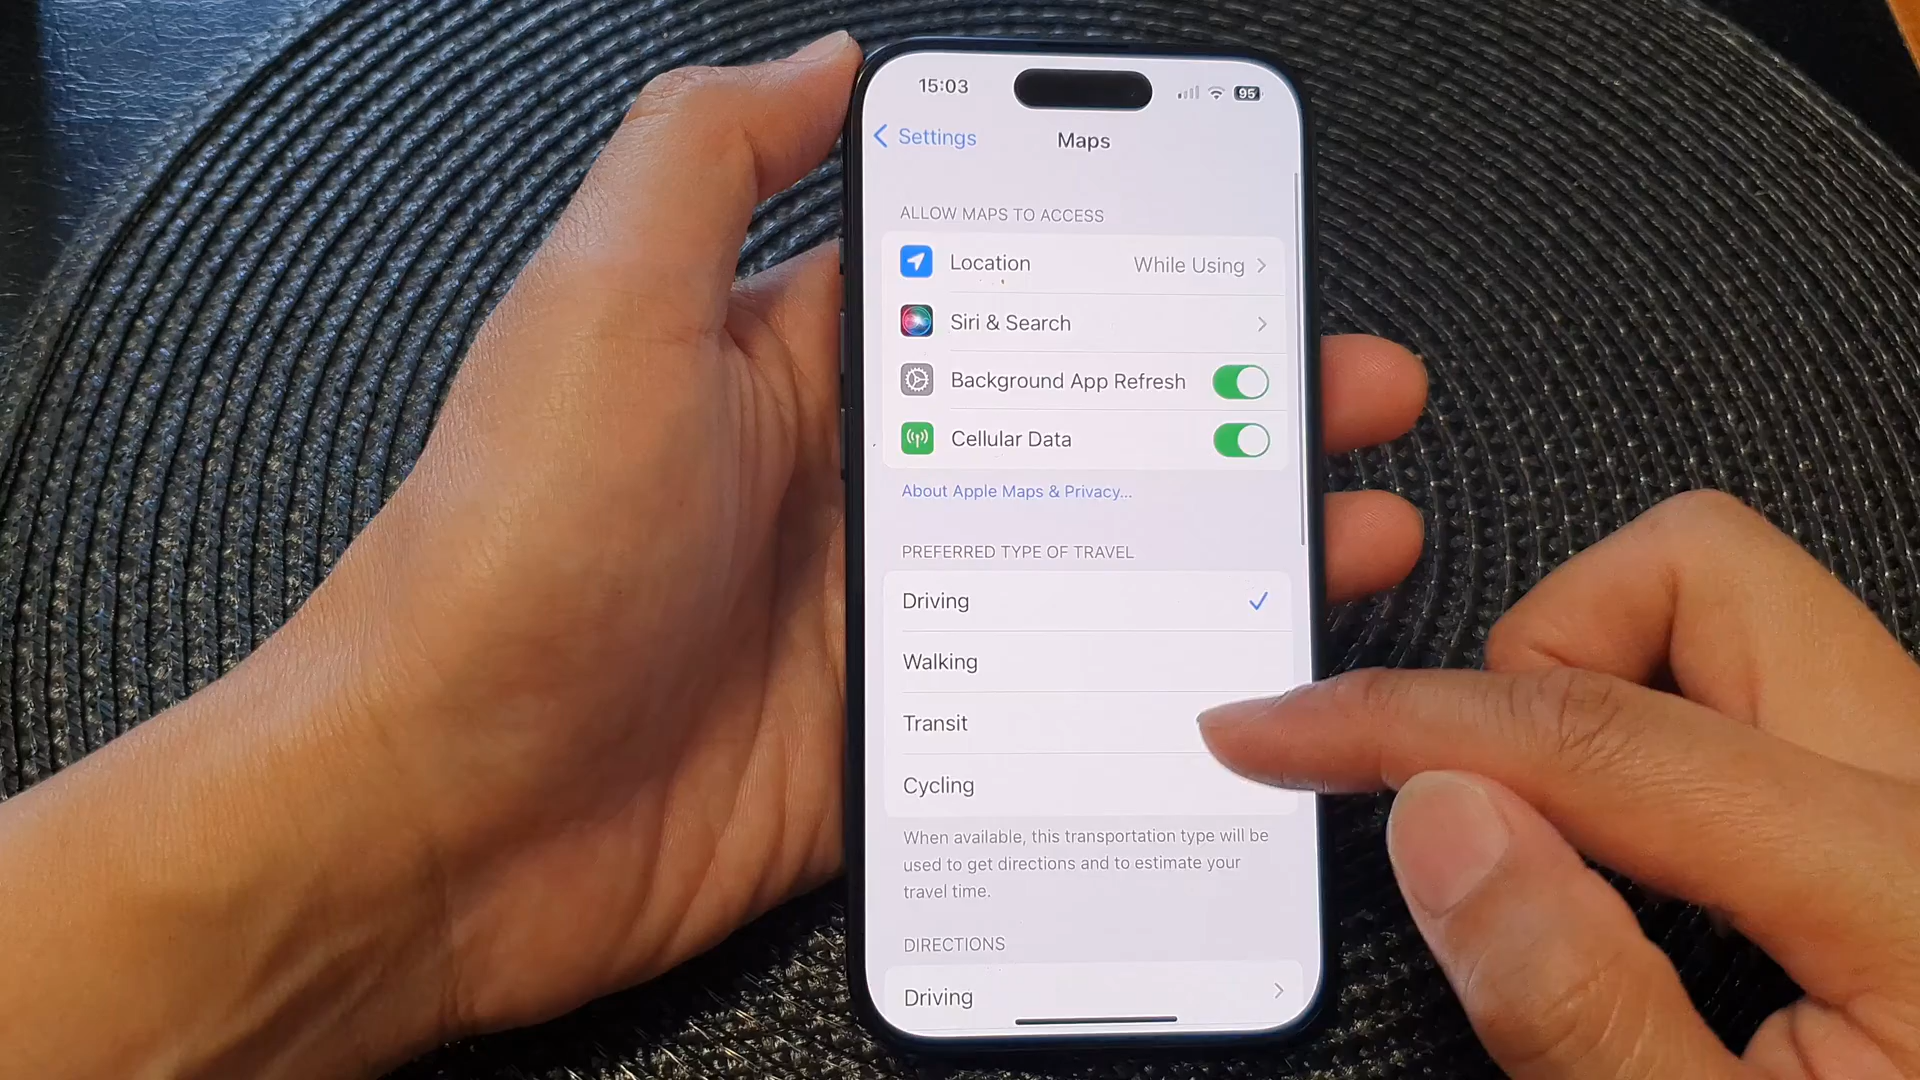 15:03
95
Settings
Maps
ALLOW MAPS TO ACCESS
Location While Using
Siri & Search
Background App Refresh
Cellular Data
About Apple Maps & Privacy...
PREFERRED TYPE OF TRAVEL
Driving
Walking
Transit
Cycling
When available, this transportation type will be
used to get directions and to estimate your
travel time.
DIRECTIONS
Driving